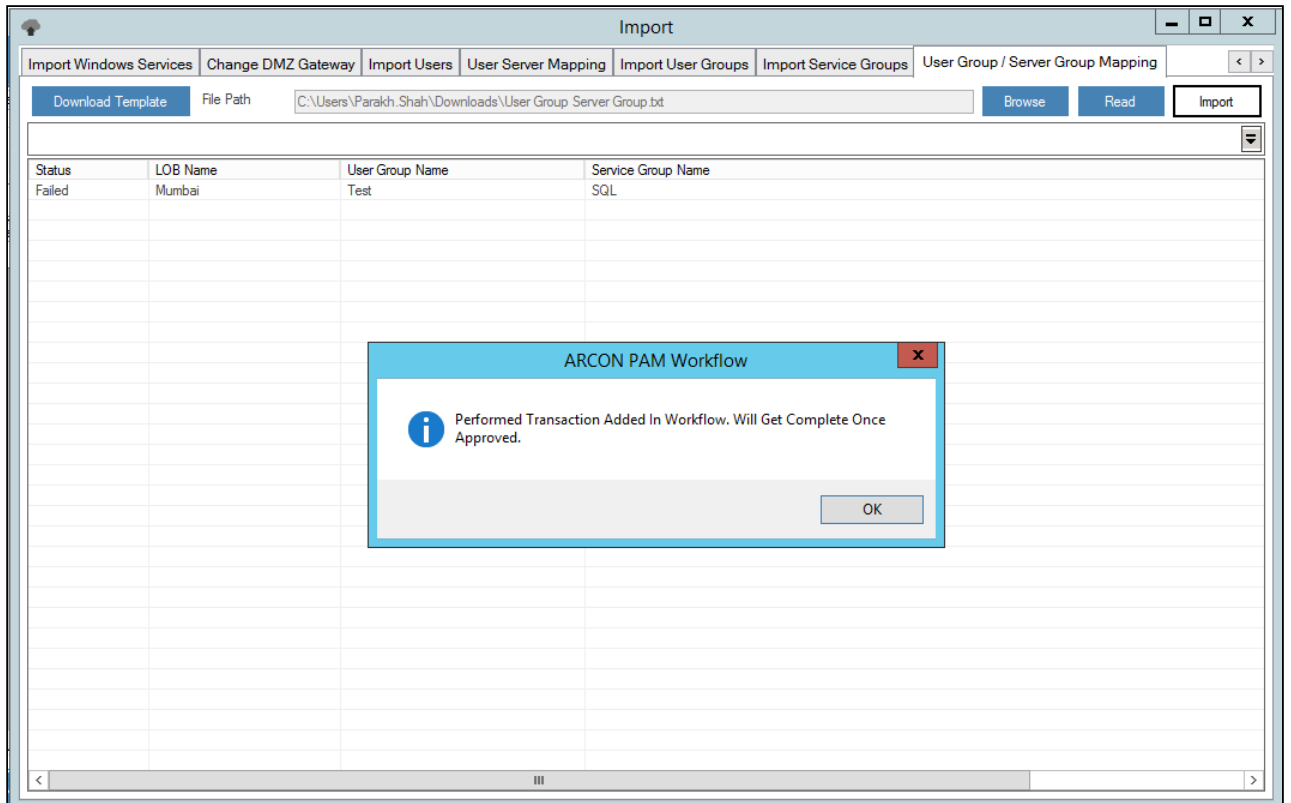 Import
Import Windows Services Change DMZ Gateway Import Users User Server Mapping Import User Groups Import Service Groups User Group / Server Group Mapping
Download Template File Path C:\Users\Parakh.Shah\Downloads\User Group Server Group.txt Browse Read Import
Status LOB Name User Group Name Service Group Name
Failed Mumbai Test SQL
ARCON PAM Workflow
Performed Transaction Added In Workflow. Will Get Complete Once
Approved.
OK